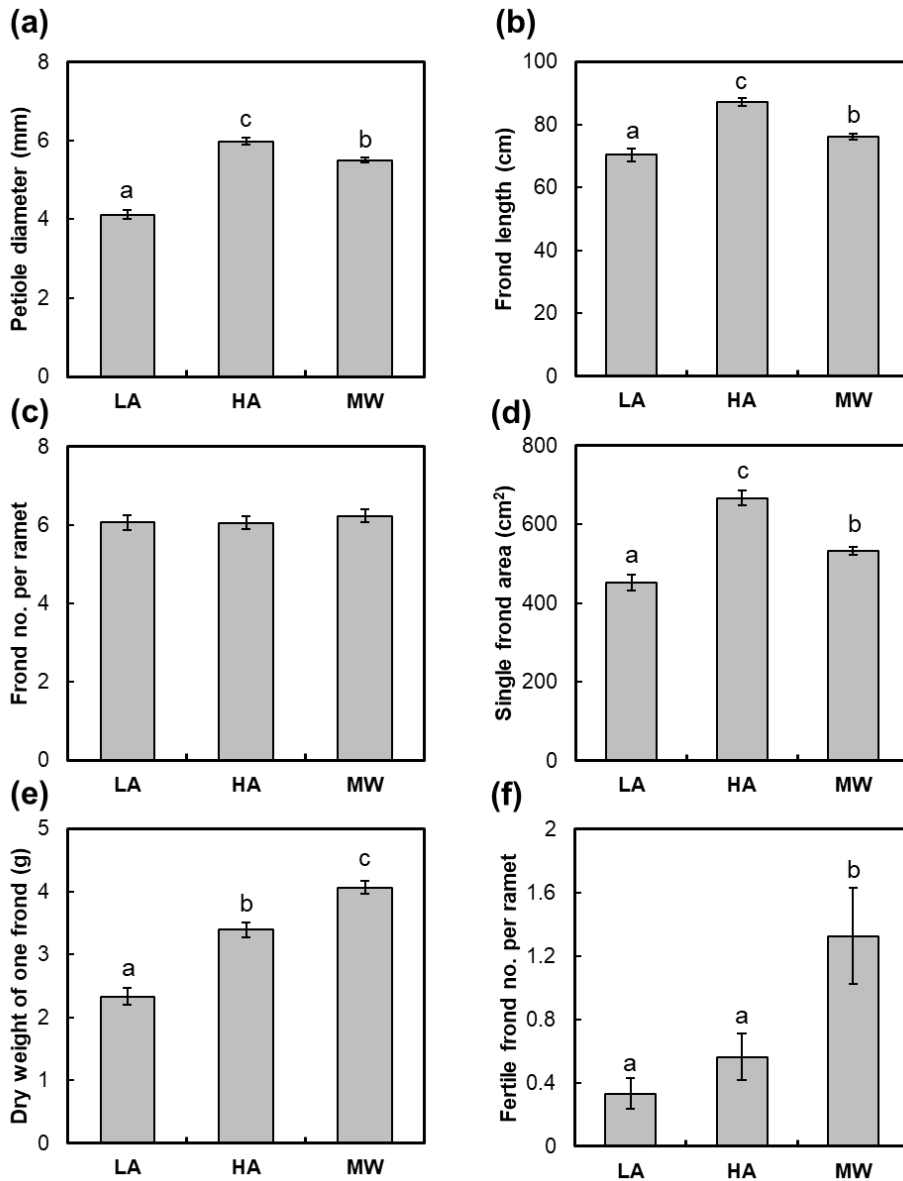 (a)
8
6
4
2
0
Petiole diameter (mm)
a
c
b
LA HA MW
(b)
100
80
60
40
20
0
Frond length (cm)
a
c
b
LA HA MW
(c)
8
6
4
2
0
Frond no. per ramet
LA HA MW
(d)
800
600
400
200
0
Single frond area (cm²)
a
c
b
LA HA MW
(e)
5
4
3
2
1
0
Dry weight of one frond (g)
a
b
c
LA HA MW
(f)
2
1.6
1.2
0.8
0.4
0
Fertile frond no. per ramet
a
a
b
LA HA MW